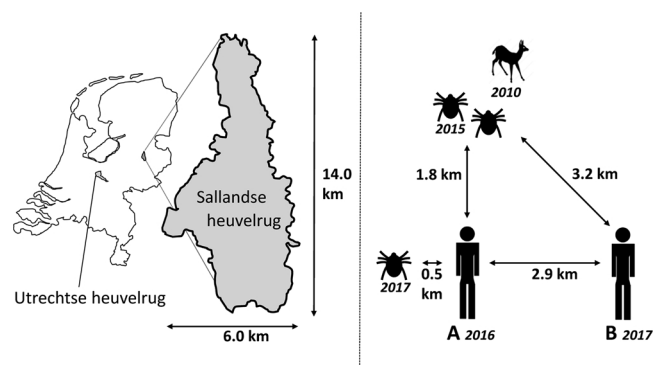 Sallandse
heuvelrug
Utrechtse heuvelrug
14.0
km
6.0 km
2010
2015
1.8 km
3.2 km
2017
0.5
km
2.9 km
A 2016
B 2017